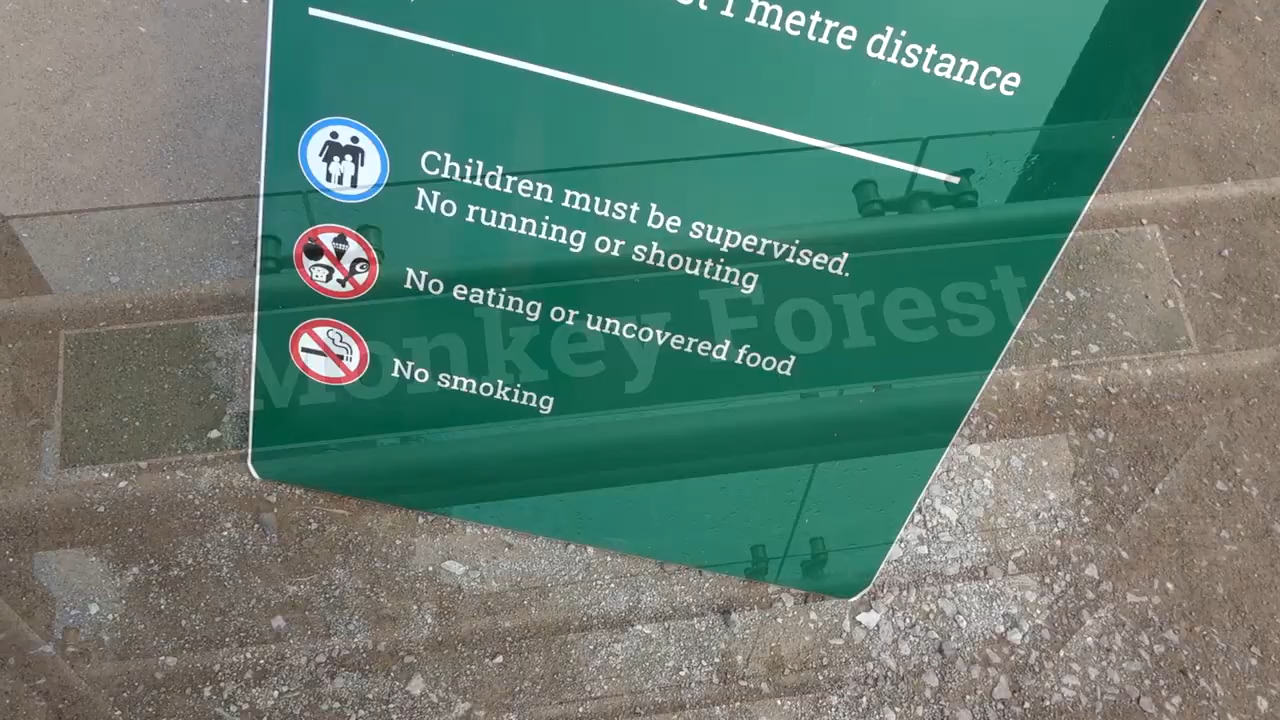 1 metre distance
Children must be supervised.
No running or shouting
No eating or uncovered food
No smoking
Monkey Forest